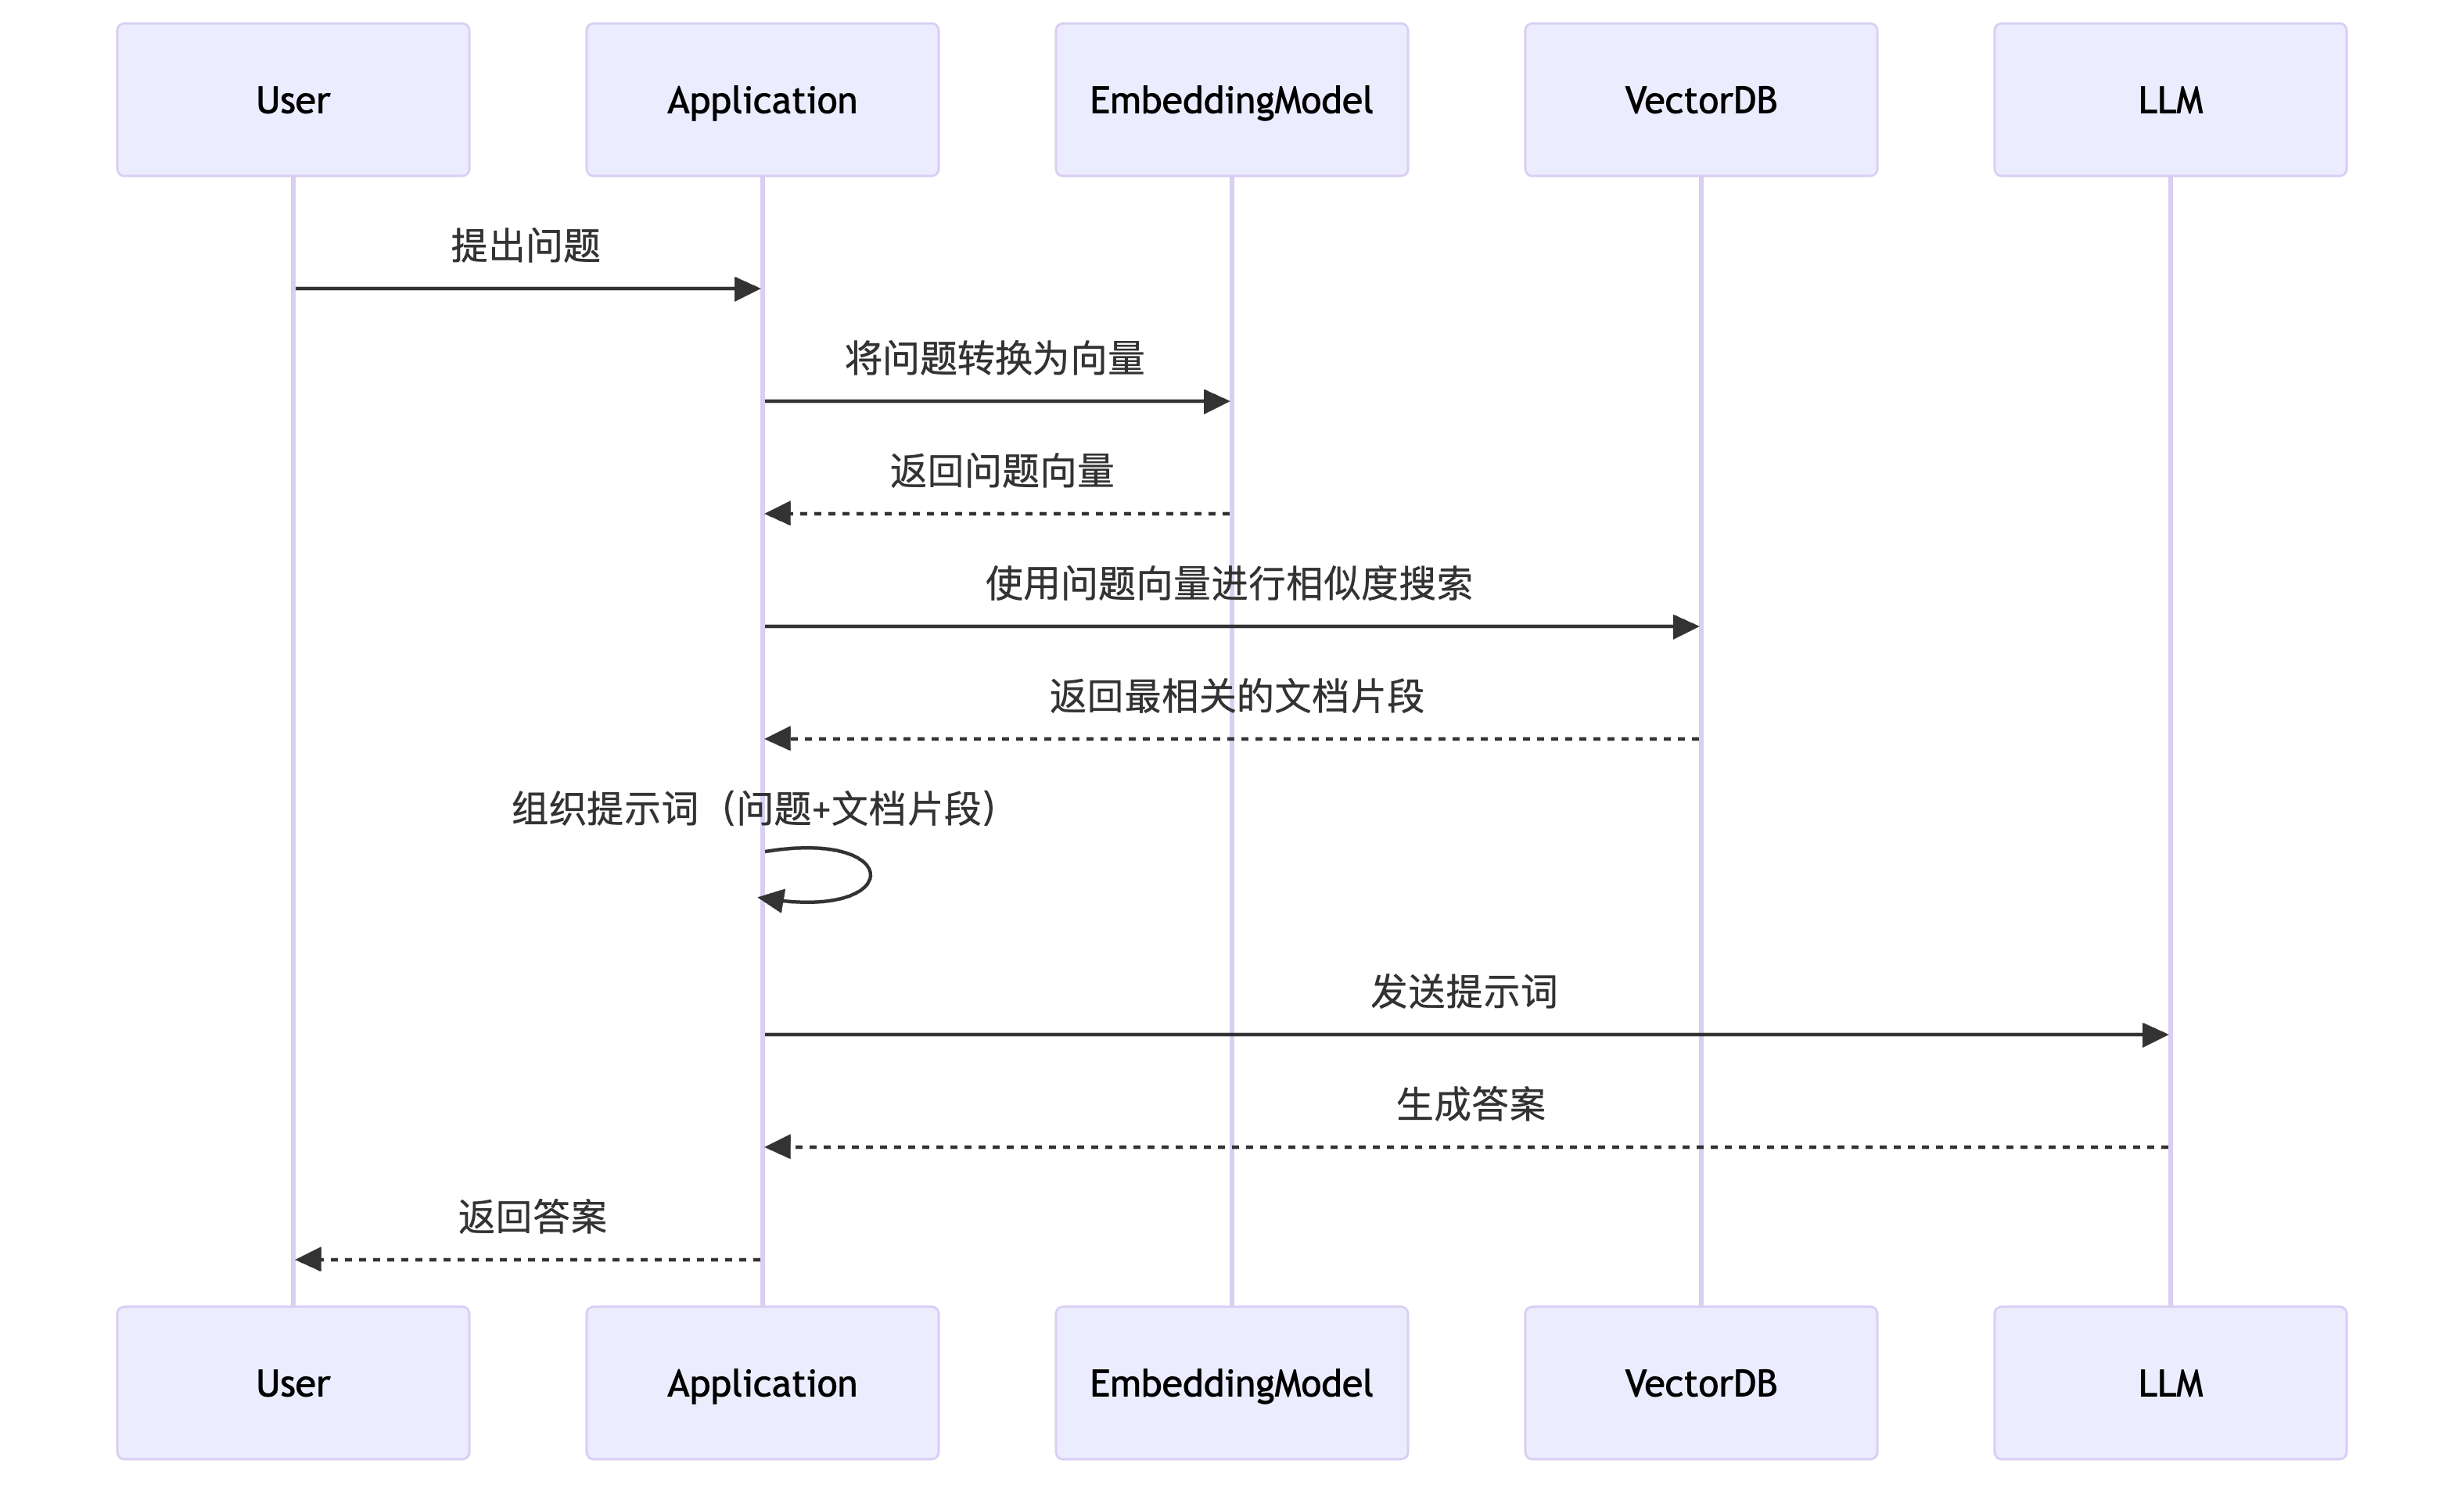 User
Application
EmbeddingModel
VectorDB
LLM
提出问题
将问题转换为向量
返回问题向量
使用问题向量进行相似度搜索
返回最相关的文档片段
组织提示词（问题+文档片段）
发送提示词
生成答案
返回答案
User
Application
EmbeddingModel
VectorDB
LLM